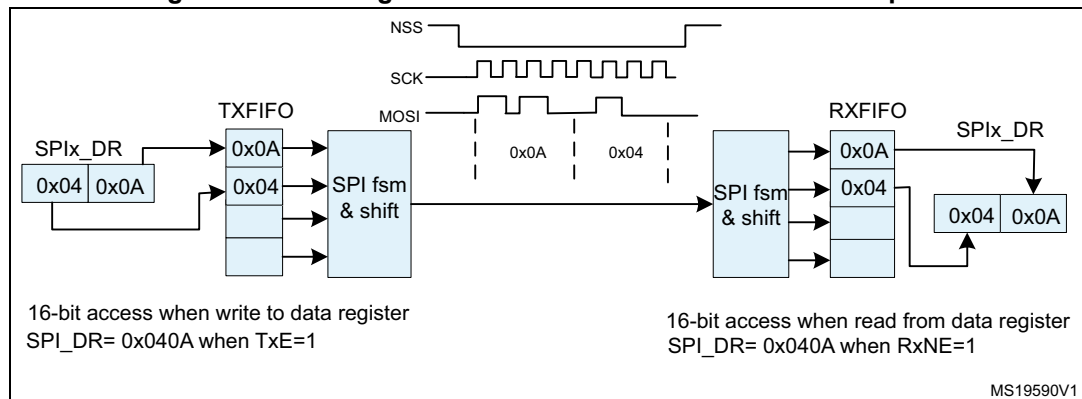 NSS
SCK
MOSI
TXFIFO
RXFIFO
SPIx_DR
SPIx_DR
0x0A
0x04
0x04 0x0A
SPI fsm
& shift
0x0A
0x04
SPI fsm
& shift
0x0A
0x04
0x04 0x0A
16-bit access when write to data register
SPI_DR= 0x040A when TxE=1
16-bit access when read from data register
SPI_DR= 0x040A when RxNE=1
MS19590V1